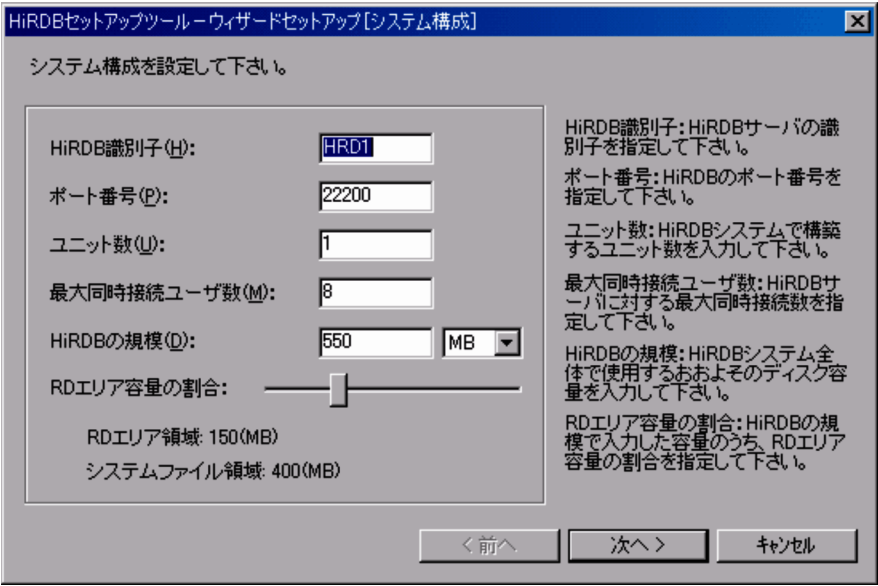 HiRDBセットアップツール－ウィザードセットアップ[システム構成]
システム構成を設定して下さい。
HiRDB識別子(H):
HRD1
ポート番号(P):
22200
ユニット数(U):
1
最大同時接続ユーザ数(M):
8
HiRDBの規模(D):
550
MB
RDエリア容量の割合:
RDエリア領域: 150(MB)
システムファイル領域: 400(MB)
HiRDB識別子：HiRDBサーバの識
別子を指定して下さい。
ポート番号：HiRDBのポート番号を
指定して下さい。
ユニット数：HiRDBシステムで構築
するユニット数を入力して下さい。
最大同時接続ユーザ数：HiRDBサ
ーバに対する最大同時接続数を指
定して下さい。
HiRDBの規模：HiRDBシステム全
体で使用するおおよそのディスク容
量を入力して下さい。
RDエリア容量の割合：HiRDBの規
模で入力した容量のうち、RDエリア
容量の割合を指定して下さい。
＜前へ
次へ＞
ｷｬﾝｾﾙ